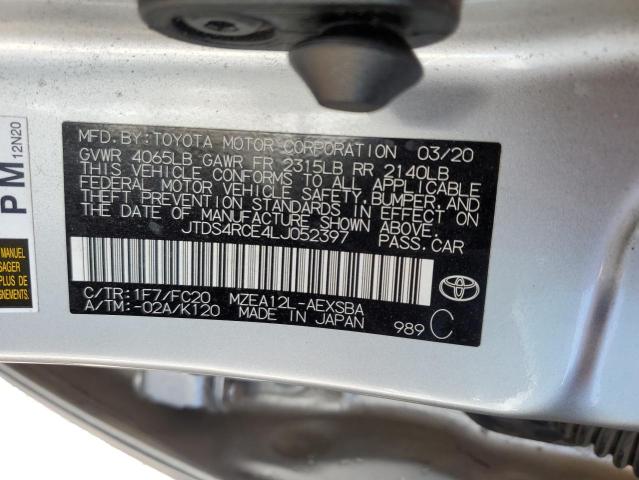 MFD.BY:TOYOTA MOTOR CORPORATION 03/20
GVWR 4065LB GAWR FR 2315LB RR 2140LB
THIS VEHICLE CONFORMS TO ALL APPLICABLE
FEDERAL MOTOR VEHICLE SAFETY,BUMPER,AND
THEFT PREVENTION STANDARDS IN EFFECT ON
THE DATE OF MANUFACTURE SHOWN ABOVE.
JTDS4RCE4LJ052397 PASS.CAR
C/TR:1F7/FC20 MZEA12L-AEXSBA
A/TM:-02A/K120 MADE IN JAPAN 989 C
PM 12N20
Manual